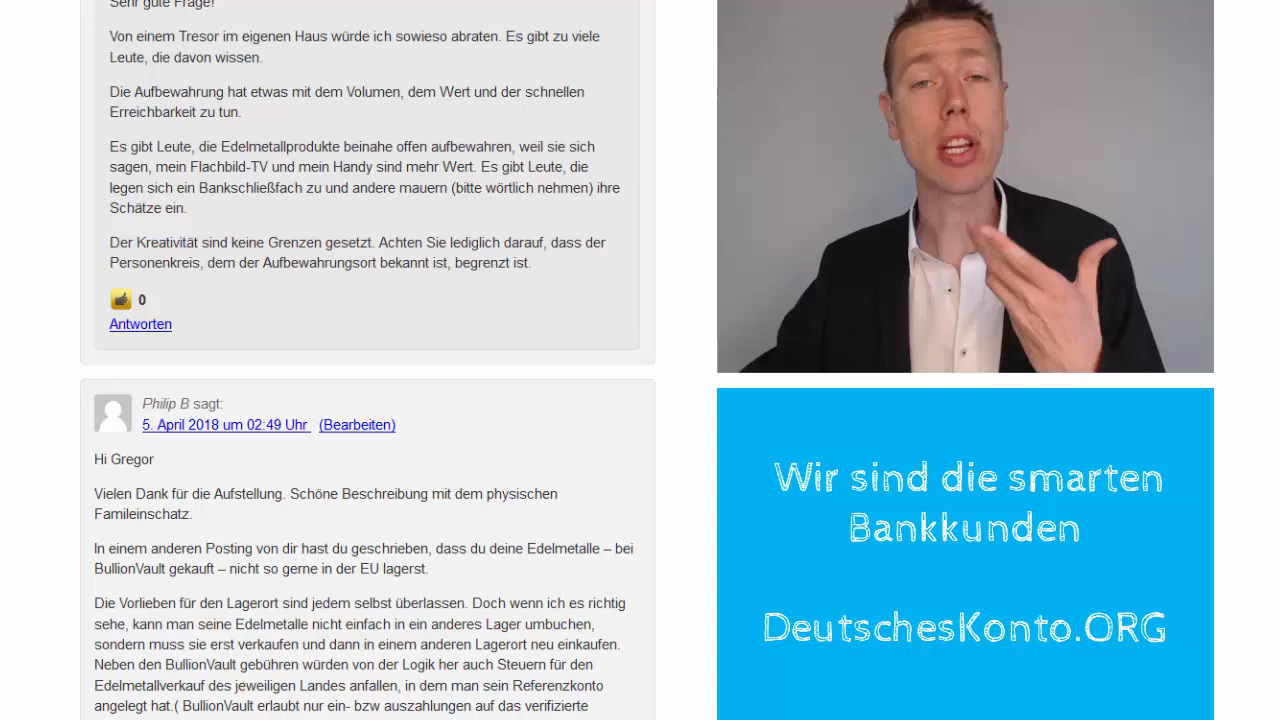 Sehr gute Frage!
Von einem Tresor im eigenen Haus würde ich sowieso abraten. Es gibt zu viele
Leute, die davon wissen.
Die Aufbewahrung hat etwas mit dem Volumen, dem Wert und der schnellen
Erreichbarkeit zu tun.
Es gibt Leute, die Edelmetallprodukte beinahe offen aufbewahren, weil sie sich
sagen, mein Flachbild-TV und mein Handy sind mehr Wert. Es gibt Leute, die
legen sich ein Bankschließfach zu und andere mauern (bitte wörtlich nehmen) ihre
Schätze ein.
Der Kreativität sind keine Grenzen gesetzt. Achten Sie lediglich darauf, dass der
Personenkreis, dem der Aufbewahrungsort bekannt ist, begrenzt ist.
0
Antworten
Philip B sagt:
5. April 2018 um 02:49 Uhr (Bearbeiten)
Hi Gregor
Vielen Dank für die Aufstellung. Schöne Beschreibung mit dem physischen
Famileinschatz.
In einem anderen Posting von dir hast du geschrieben, dass du deine Edelmetalle – bei
BullionVault gekauft – nicht so gerne in der EU lagerst.
Die Vorlieben für den Lagerort sind jedem selbst überlassen. Doch wenn ich es richtig
sehe, kann man seine Edelmetalle nicht einfach in ein anderes Lager umbuchen,
sondern muss sie erst verkaufen und dann in einem anderen Lagerort neu einkaufen.
Neben den BullionVault gebühren würden von der Logik her auch Steuern für den
Edelmetallverkauf des jeweiligen Landes anfallen, in dem man sein Referenzkonto
angelegt hat.( BullionVault erlaubt nur ein- bzw auszahlungen auf das verifizierte
Wir sind die smarten
Bankkunden
DeutschesKonto.ORG